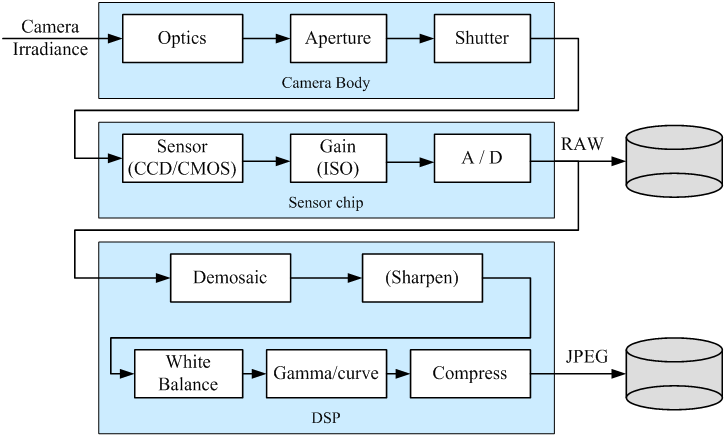 Camera
Irradiance
Optics
Aperture
Shutter
Camera Body
Sensor
(CCD/CMOS)
Gain
(ISO)
A / D
RAW
Sensor chip
Demosaic
(Sharpen)
White
Balance
Gamma/curve
Compress
JPEG
DSP